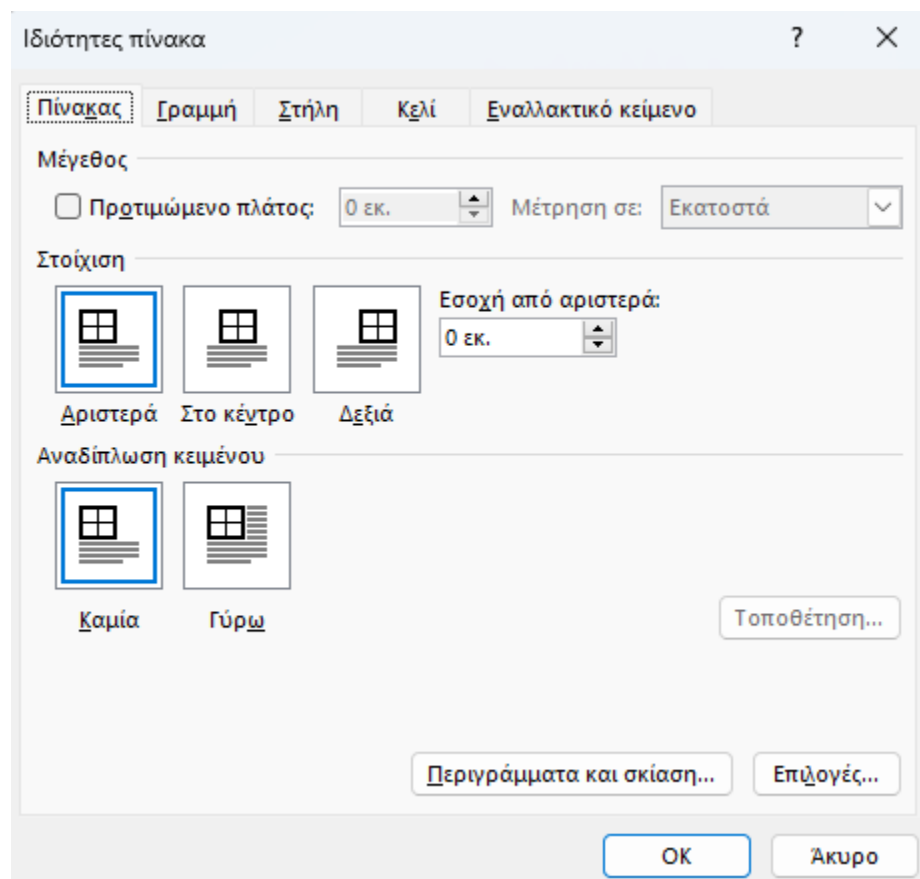 Ιδιότητες πίνακα ?
Πίνακας Γραμμή Στήλη Κελί Εναλλακτικό κείμενο
Μέγεθος
Προτιμώμενο πλάτος: 0 εκ. Μέτρηση σε: Εκατοστά
Στοίχιση
Εσοχή από αριστερά:
0 εκ.
Αριστερά Στο κέντρο Δεξιά
Αναδίπλωση κειμένου
Καμία Γύρω Τοποθέτηση...
Περιγράμματα και σκίαση... Επιλογές...
OK Άκυρο